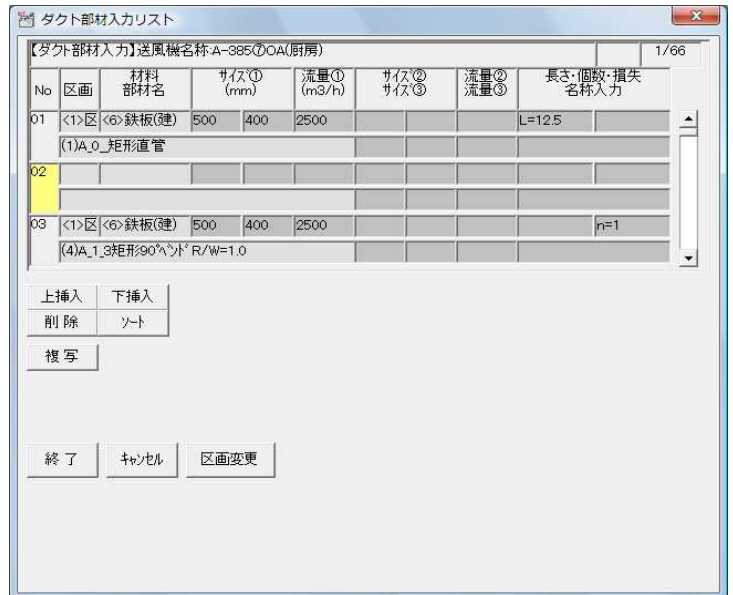 ダクト部材入力リスト
【ダクト部材入力】送風機名称:A-385⑦OA(厨房) 1/66
No 区画 材料 部材名 サイズ① (mm) 流量① (m3/h) サイズ② サイズ③ 流量② 流量③ 長さ・個数・損失 名称入力
01 <1>区 <6>鉄板(建) 500 400 2500 L=12.5
(1)A_0_矩形直管
02
03 <1>区 <6>鉄板(建) 500 400 2500 n=1
(4)A_1_3矩形90°ベンド R/W=1.0
上挿入 下挿入
削 除 ソート
複 写
終 了 キャンセル 区画変更